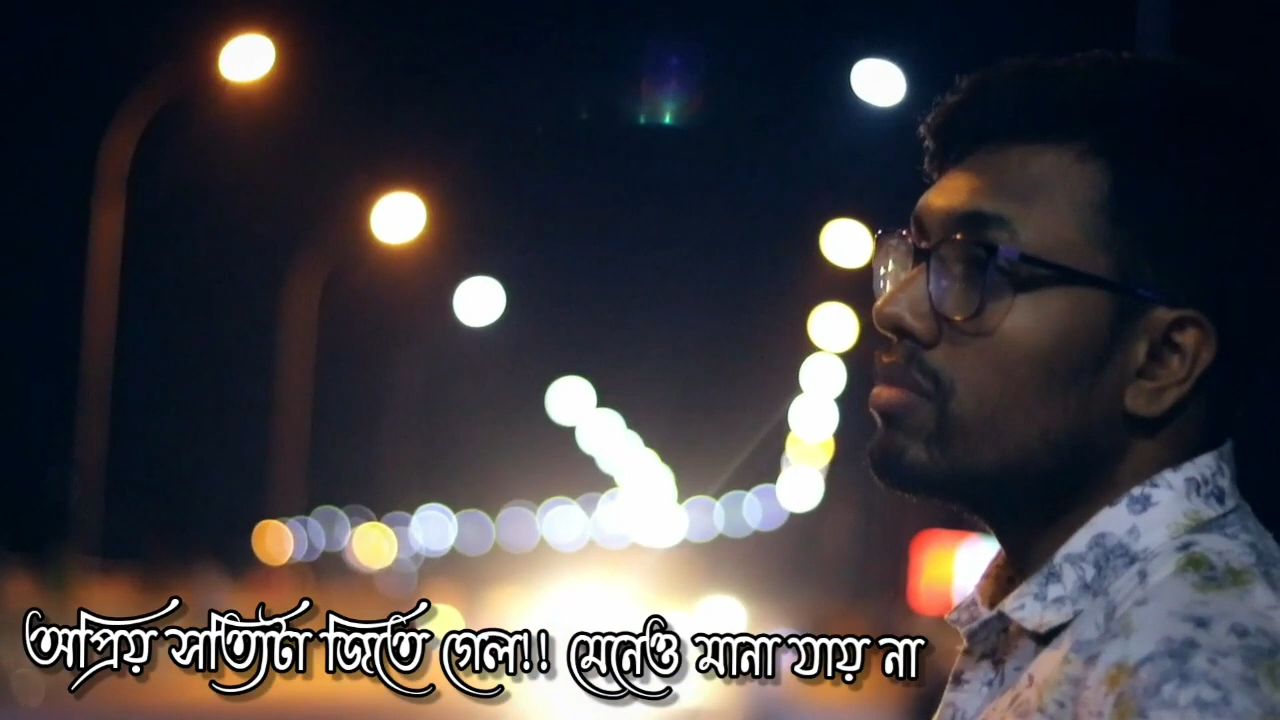 অপ্রিয় সত্যিটা জিতে গেল!! মেনেও মানা যায় না